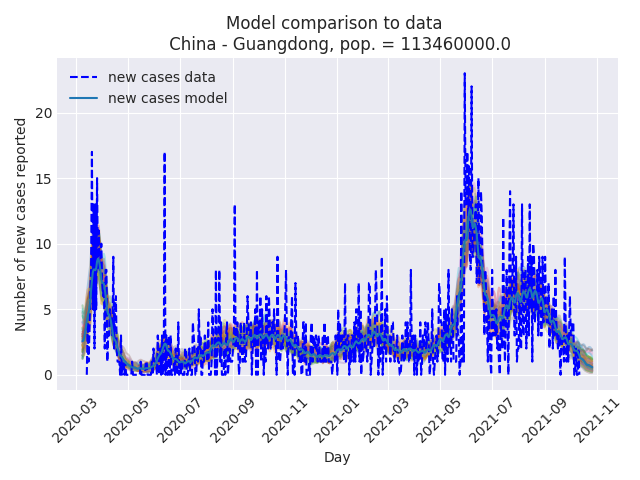 Model comparison to data
China - Guangdong, pop. = 113460000.0
new cases data
new cases model
Number of new cases reported
20
15
10
5
0
2020-03
2020-05
2020-07
2020-09
2020-11
2021-01
2021-03
2021-05
2021-07
2021-09
2021-11
Day